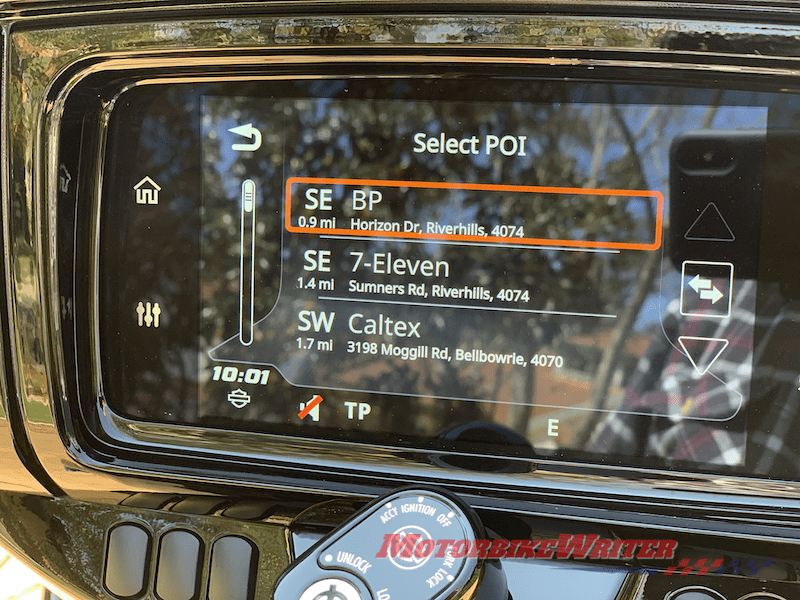 Select POI
SE BP
0.9 mi Horizon Dr, Riverhills, 4074
SE 7-Eleven
1.4 mi Sumners Rd, Riverhills, 4074
SW Caltex
1.7 mi 3198 Moggill Rd, Bellbowrie, 4070
10:01
TP
E
ACCY IGNITION OFF
UNLOCK
LOCK
MOTORBIKEWRITER